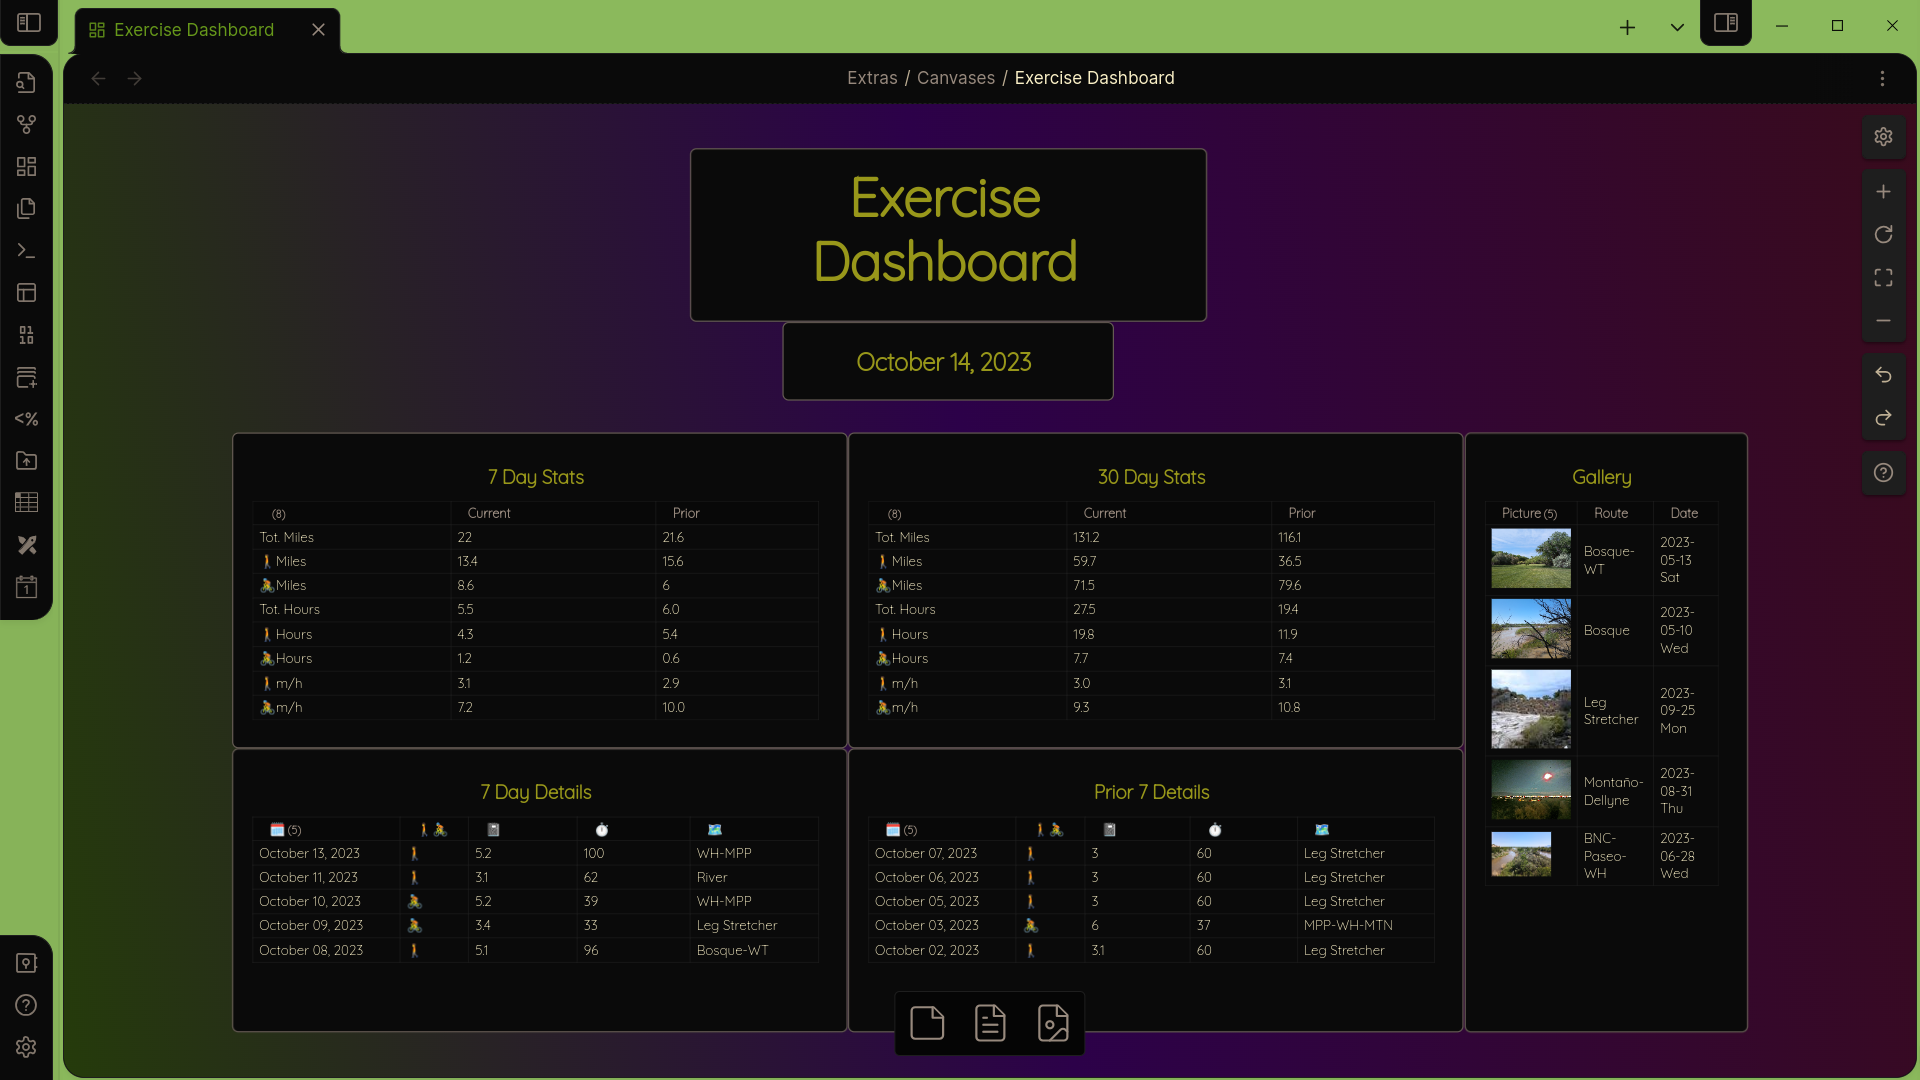 Exercise Dashboard
Extras / Canvases / Exercise Dashboard
Exercise
Dashboard
October 14, 2023
7 Day Stats
(8) Current Prior
Tot. Miles 22 21.6
🚶Miles 13.4 15.6
🚴Miles 8.6 6
Tot. Hours 5.5 6.0
🚶Hours 4.3 5.4
🚴Hours 1.2 0.6
🚶m/h 3.1 2.9
🚴m/h 7.2 10.0
30 Day Stats
(8) Current Prior
Tot. Miles 131.2 116.1
🚶Miles 59.7 36.5
🚴Miles 71.5 79.6
Tot. Hours 27.5 19.4
🚶Hours 19.8 11.9
🚴Hours 7.7 7.4
🚶m/h 3.0 3.1
🚴m/h 9.3 10.8
Gallery
Picture (5) Route Date
Bosque-
WT
2023-
05-13
Sat
Bosque
2023-
05-10
Wed
Leg
Stretcher
2023-
09-25
Mon
Montaño-
Dellyne
2023-
08-31
Thu
BNC-
Paseo-
WH
2023-
06-28
Wed
7 Day Details
🗓️ (5) 🚶🚴 📓 ⏱️ 🗺️
October 13, 2023 🚶 5.2 100 WH-MPP
October 11, 2023 🚶 3.1 62 River
October 10, 2023 🚴 5.2 39 WH-MPP
October 09, 2023 🚴 3.4 33 Leg Stretcher
October 08, 2023 🚶 5.1 96 Bosque-WT
Prior 7 Details
🗓️ (5) 🚶🚴 📓 ⏱️ 🗺️
October 07, 2023 🚶 3 60 Leg Stretcher
October 06, 2023 🚶 3 60 Leg Stretcher
October 05, 2023 🚶 3 60 Leg Stretcher
October 03, 2023 🚴 6 37 MPP-WH-MTN
October 02, 2023 🚶 3.1 60 Leg Stretcher